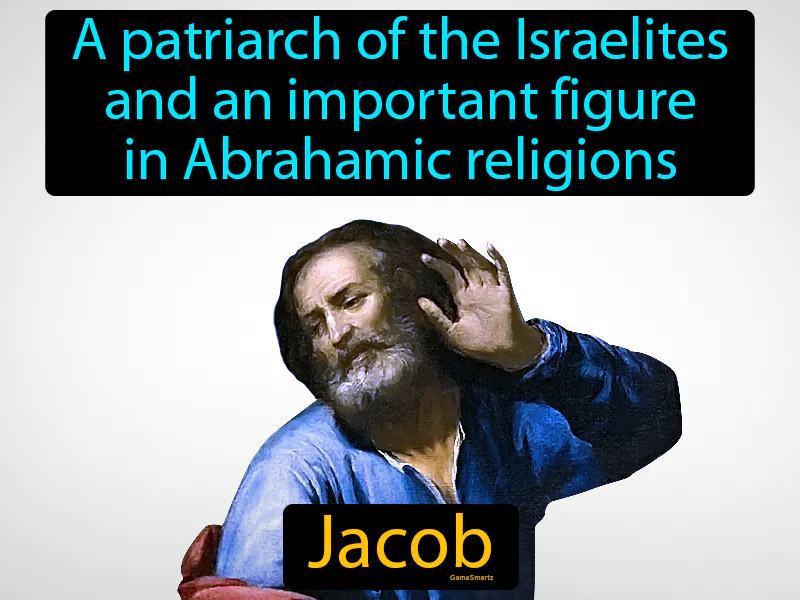 A patriarch of the Israelites
and an important figure
in Abrahamic religions
Jacob
GameSmartz